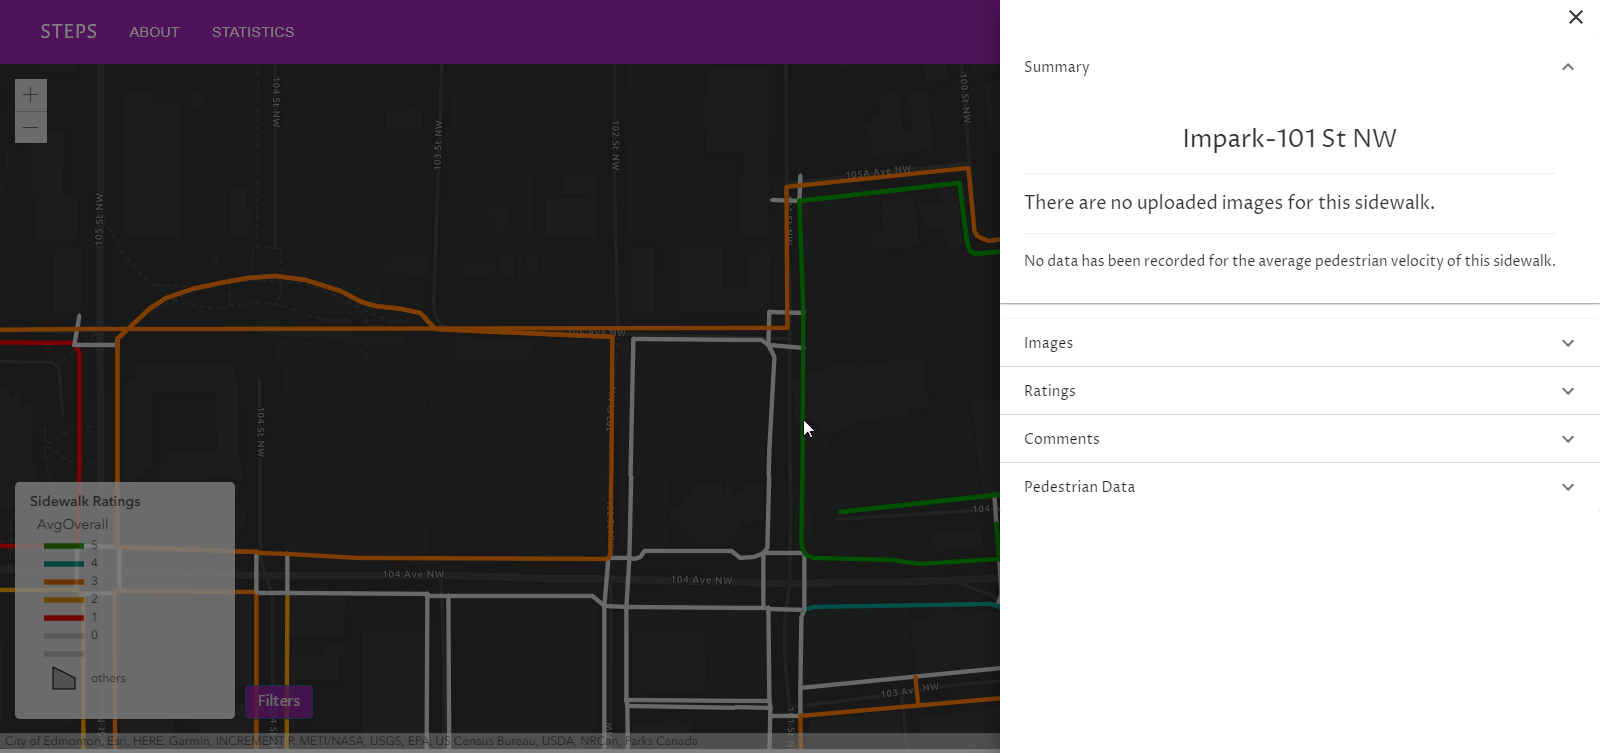 STEPS ABOUT STATISTICS
+
−
104 St NW
103 St NW
102 St NW
100 St NW
105 St NW
105A Ave NW
105 Ave NW
104 St NW
104
104 Ave NW
104 Ave NW
103 Ave NW
Sidewalk Ratings
AvgOverall
5
4
3
2
1
0
others
Filters
City of Edmonton, Esri, HERE, Garmin, INCREMENT P, METI/NASA, USGS, EPA, US Census Bureau, USDA, NRCan, Parks Canada
Summary
Impark-101 St NW
There are no uploaded images for this sidewalk.
No data has been recorded for the average pedestrian velocity of this sidewalk.
Images
Ratings
Comments
Pedestrian Data